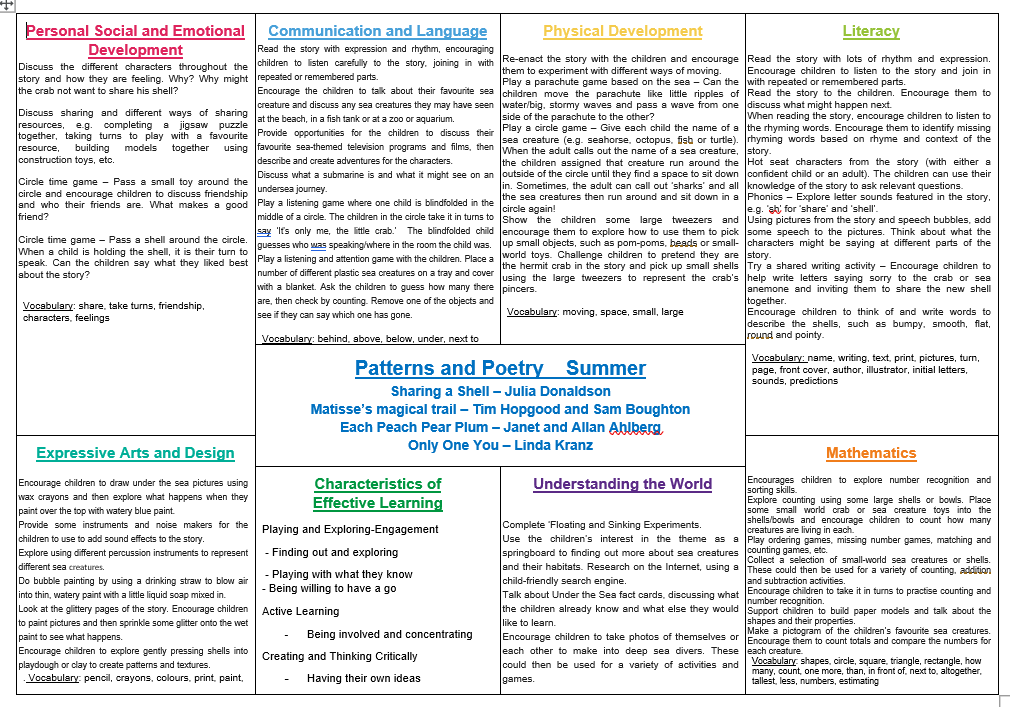 Personal Social and Emotional
Development
Discuss the different characters throughout the
story and how they are feeling. Why? Why might
the crab not want to share his shell?
Discuss sharing and different ways of sharing
resources, e.g. completing a jigsaw puzzle
together, taking turns to play with a favourite
resource, building models together using
construction toys, etc.
Circle time game – Pass a small toy around the
circle and encourage children to discuss friendship
and who their friends are. What makes a good
friend?
Circle time game – Pass a shell around the circle.
When a child is holding the shell, it is their turn to
speak. Can the children say what they liked best
about the story?
Vocabulary: share, take turns, friendship,
characters, feelings
Communication and Language
Read the story with expression and rhythm, encouraging
children to listen carefully to the story, joining in with
repeated or remembered parts.
Encourage the children to talk about their favourite sea
creature and discuss any sea creatures they may have seen
at the beach, in a fish tank or at a zoo or aquarium.
Provide opportunities for the children to discuss their
favourite sea-themed television programs and films, then
describe and create adventures for the characters.
Discuss what a submarine is and what it might see on an
undersea journey.
Play a listening game where one child is blindfolded in the
middle of a circle. The children in the circle take it in turns to
say 'It's only me, the little crab.' The blindfolded child
guesses who was speaking/where in the room the child was.
Play a listening and attention game with the children. Place a
number of different plastic sea creatures on a tray and cover
with a blanket. Ask the children to guess how many there
are, then check by counting. Remove one of the objects and
see if they can say which one has gone.
Vocabulary: behind, above, below, under, next to
Physical Development
Re-enact the story with the children and encourage
them to experiment with different ways of moving.
Play a parachute game based on the sea – Can the
children move the parachute like little ripples of
water/big, stormy waves and pass a wave from one
side of the parachute to the other?
Play a circle game – Give each child the name of a
sea creature (e.g. seahorse, octopus, fish or turtle).
When the adult calls out the name of a sea creature,
the children assigned that creature run around the
outside of the circle until they find a space to sit down
in. Sometimes, the adult can call out 'sharks' and all
the sea creatures then run around and sit down in a
circle again!
Show the children some large tweezers and
encourage them to explore how to use them to pick
up small objects, such as pom-poms, beads or small-
world toys. Challenge children to pretend they are
the hermit crab in the story and pick up small shells
using the large tweezers to represent the crab's
pincers.
Vocabulary: moving, space, small, large
Literacy
Read the story with lots of rhythm and expression.
Encourage children to listen to the story and join in
with repeated or remembered parts.
Read the story to the children. Encourage them to
discuss what might happen next.
When reading the story, encourage children to listen to
the rhyming words. Encourage them to identify missing
rhyming words based on rhyme and context of the
story.
Hot seat characters from the story (with either a
confident child or an adult). The children can use their
knowledge of the story to ask relevant questions.
Phonics – Explore letter sounds featured in the story,
e.g. 'sh' for 'share' and 'shell'.
Using pictures from the story and speech bubbles, add
some speech to the pictures. Think about what the
characters might be saying at different parts of the
story.
Try a shared writing activity – Encourage children to
help write letters saying sorry to the crab or sea
anemone and inviting them to share the new shell
together.
Encourage children to think of and write words to
describe the shells, such as bumpy, smooth, flat,
round and pointy.
Vocabulary: name, writing, text, print, pictures, turn,
page, front cover, author, illustrator, initial letters,
sounds, predictions
Patterns and Poetry Summer
Sharing a Shell – Julia Donaldson
Matisse's magical trail – Tim Hopgood and Sam Boughton
Each Peach Pear Plum – Janet and Allan Ahlberg
Only One You – Linda Kranz
Expressive Arts and Design
Encourage children to draw under the sea pictures using
wax crayons and then explore what happens when they
paint over the top with watery blue paint.
Provide some instruments and noise makers for the
children to use to add sound effects to the story.
Explore using different percussion instruments to represent
different sea creatures.
Do bubble painting by using a drinking straw to blow air
into thin, watery paint with a little liquid soap mixed in.
Look at the glittery pages of the story. Encourage children
to paint pictures and then sprinkle some glitter onto the wet
paint to see what happens.
Encourage children to explore gently pressing shells into
playdough or clay to create patterns and textures.
. Vocabulary: pencil, crayons, colours, print, paint,
Characteristics of
Effective Learning
Playing and Exploring-Engagement
- Finding out and exploring
- Playing with what they know
- Being willing to have a go
Active Learning
- Being involved and concentrating
Creating and Thinking Critically
- Having their own ideas
Understanding the World
Complete 'Floating and Sinking Experiments.
Use the children's interest in the theme as a
springboard to finding out more about sea creatures
and their habitats. Research on the Internet, using a
child-friendly search engine.
Talk about Under the Sea fact cards, discussing what
the children already know and what else they would
like to learn.
Encourage children to take photos of themselves or
each other to make into deep sea divers. These
could then be used for a variety of activities and
games.
Mathematics
Encourages children to explore number recognition and
sorting skills.
Explore counting using some large shells or bowls. Place
some small world crab or sea creature toys into the
shells/bowls and encourage children to count how many
creatures are living in each.
Play ordering games, missing number games, matching and
counting games, etc.
Collect a selection of small-world sea creatures or shells.
These could then be used for a variety of counting, addition
and subtraction activities.
Encourage children to take it in turns to practise counting and
number recognition.
Support children to build paper models and talk about the
shapes and their properties.
Make a pictogram of the children's favourite sea creatures.
Encourage them to count totals and compare the numbers for
each creature.
Vocabulary: shapes, circle, square, triangle, rectangle, how
many, count, one more, than, in front of, next to, altogether,
tallest, less, numbers, estimating